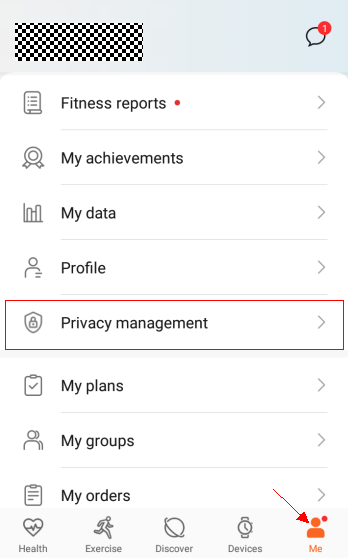 1
Fitness reports
My achievements
My data
Profile
Privacy management
My plans
My groups
My orders
Health Exercise Discover Devices Me